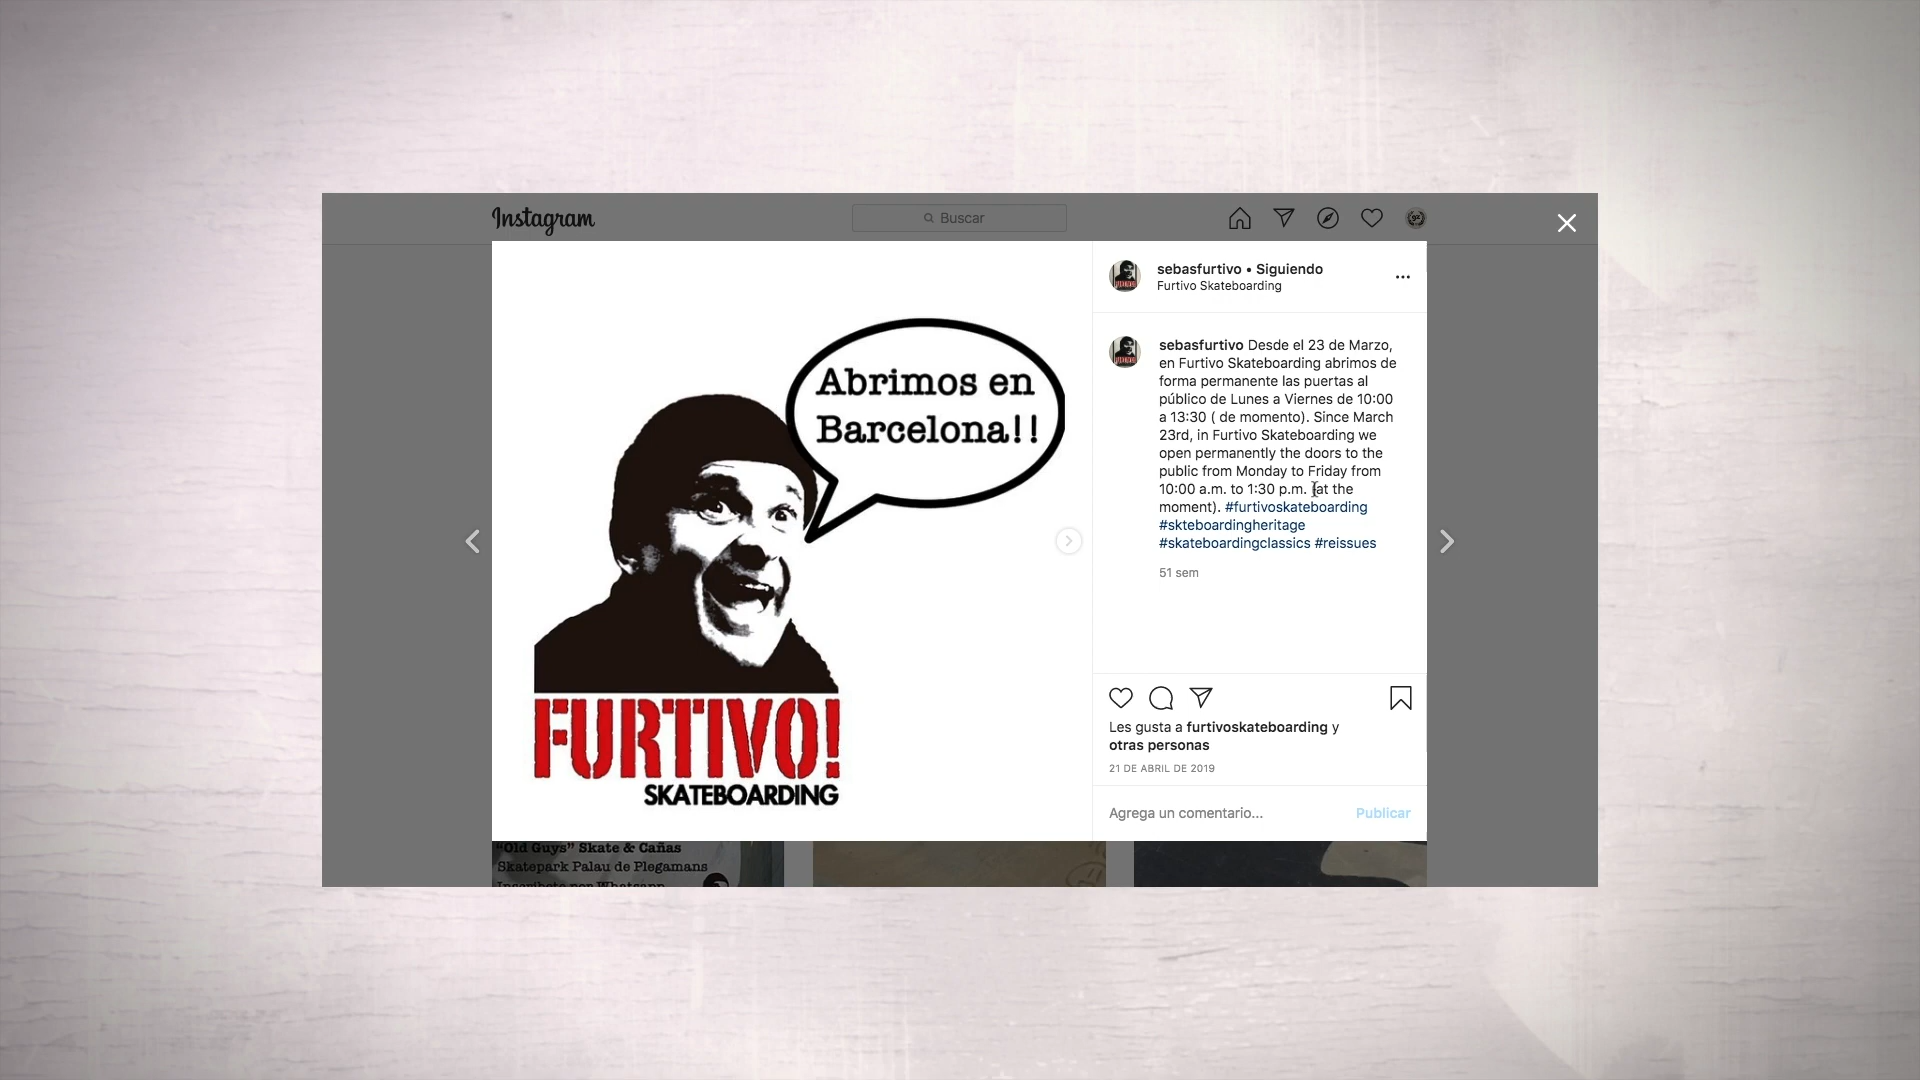 Instagram
Buscar
Abrimos en
Barcelona!!
FURTIVO!
SKATEBOARDING
sebasfurtivo • Siguiendo
Furtivo Skateboarding
sebasfurtivo Desde el 23 de Marzo,
en Furtivo Skateboarding abrimos de
forma permanente las puertas al
público de Lunes a Viernes de 10:00
a 13:30 ( de momento). Since March
23rd, in Furtivo Skateboarding we
open permanently the doors to the
public from Monday to Friday from
10:00 a.m. to 1:30 p.m. (at the
moment). #furtivoskateboarding
#skteboardingheritage
#skateboardingclassics #reissues
51 sem
Les gusta a furtivoskateboarding y
otras personas
21 DE ABRIL DE 2019
Agrega un comentario... Publicar
"Old Guys" Skate & Cañas
Skatepark Palau de Plegamans
Inscribete por Whatsapp